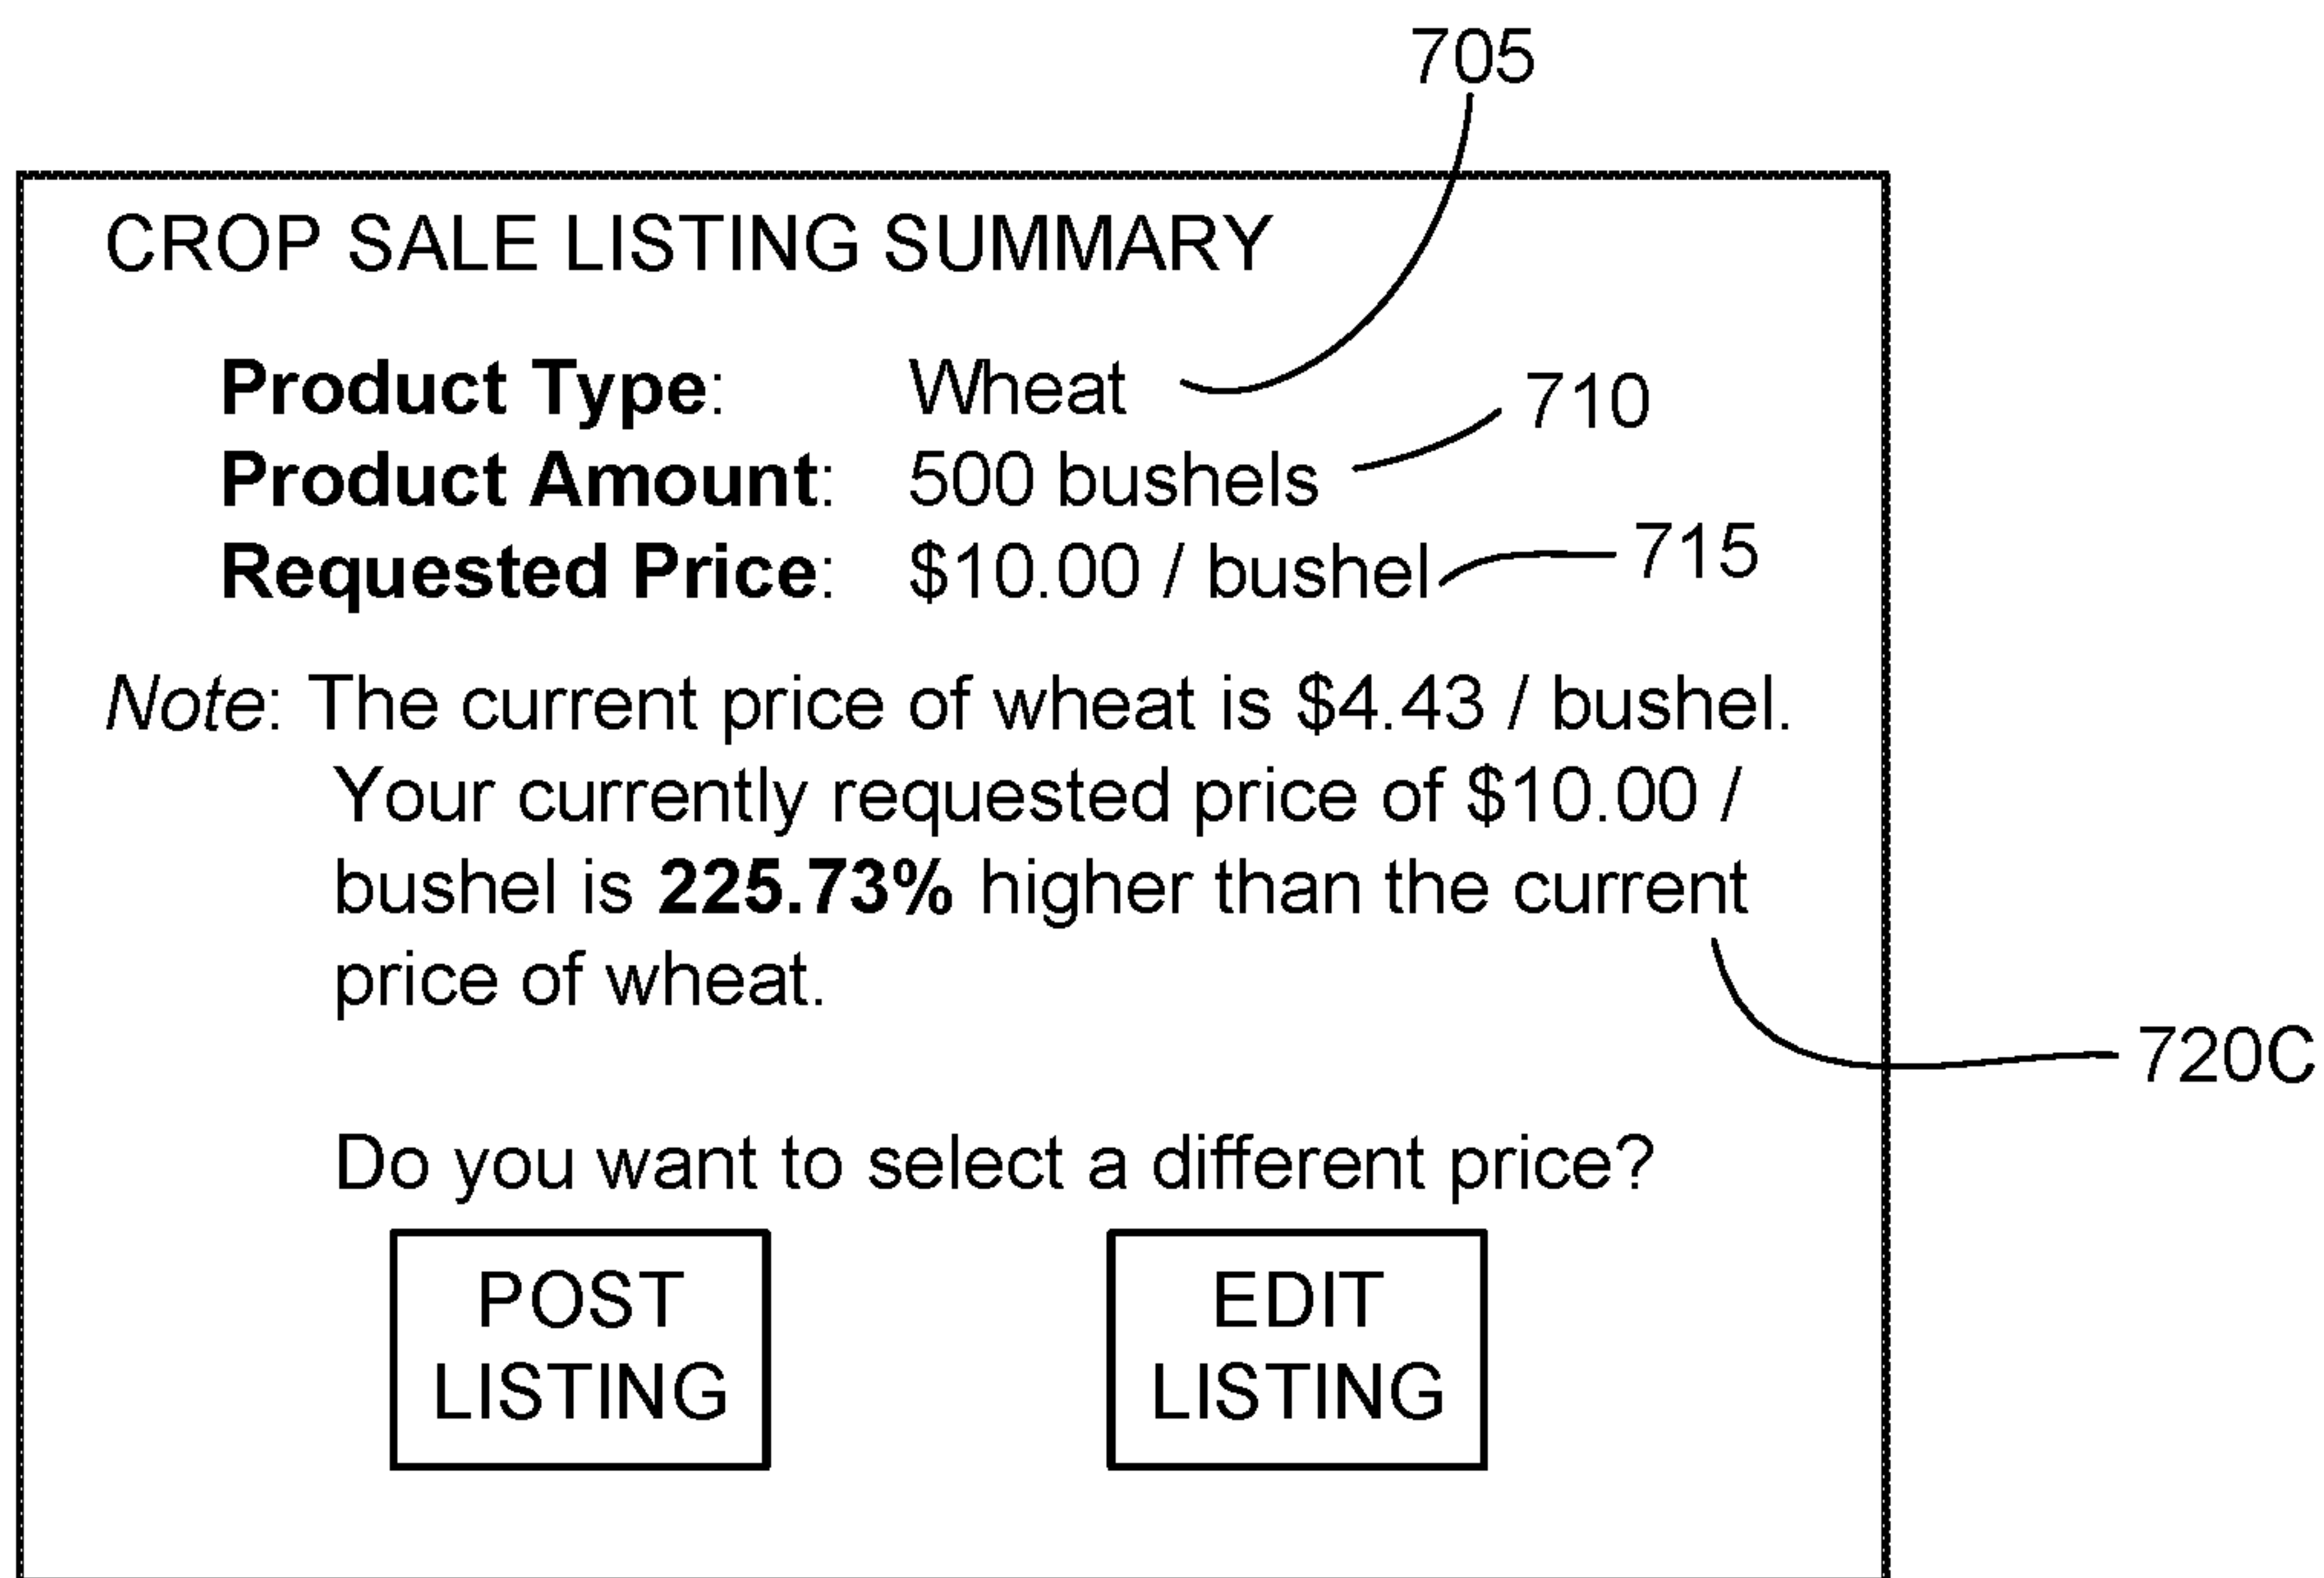 705
CROP SALE LISTING SUMMARY
Product Type: Wheat
710
Product Amount: 500 bushels
Requested Price: $10.00 / bushel
715
Note: The current price of wheat is $4.43 / bushel.
Your currently requested price of $10.00 /
bushel is 225.73% higher than the current
price of wheat.
720C
Do you want to select a different price?
POST
LISTING
EDIT
LISTING